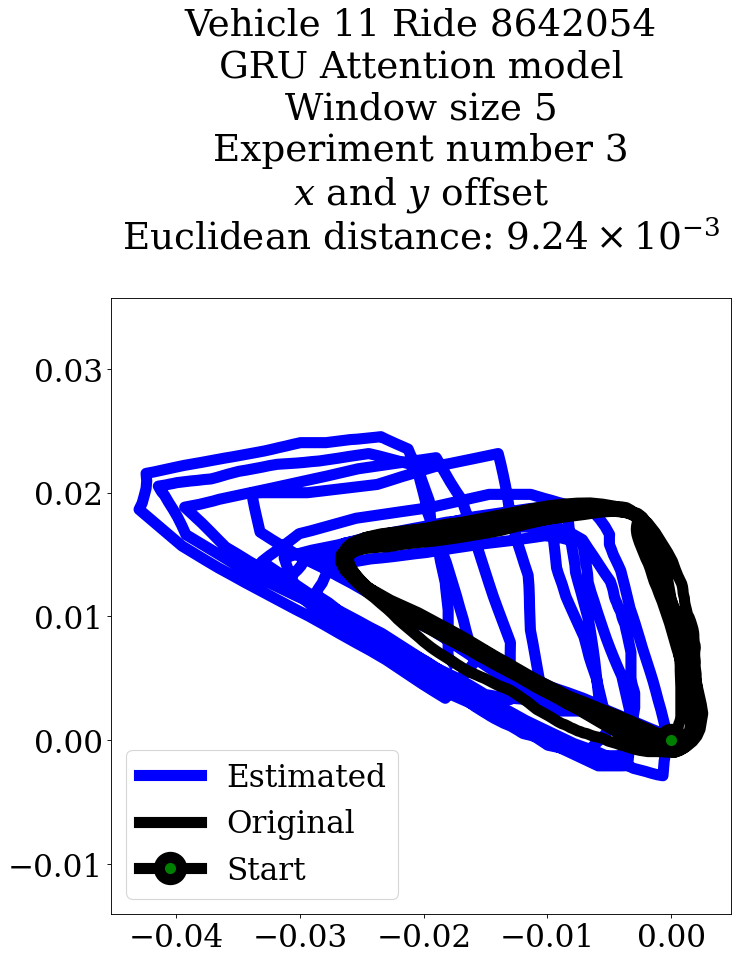 Vehicle 11 Ride 8642054
GRU Attention model
Window size 5
Experiment number 3
x and y offset
Euclidean distance: 9.24 × 10⁻³
0.03
0.02
0.01
0.00
−0.01
Estimated
Original
Start
−0.04 −0.03 −0.02 −0.01 0.00